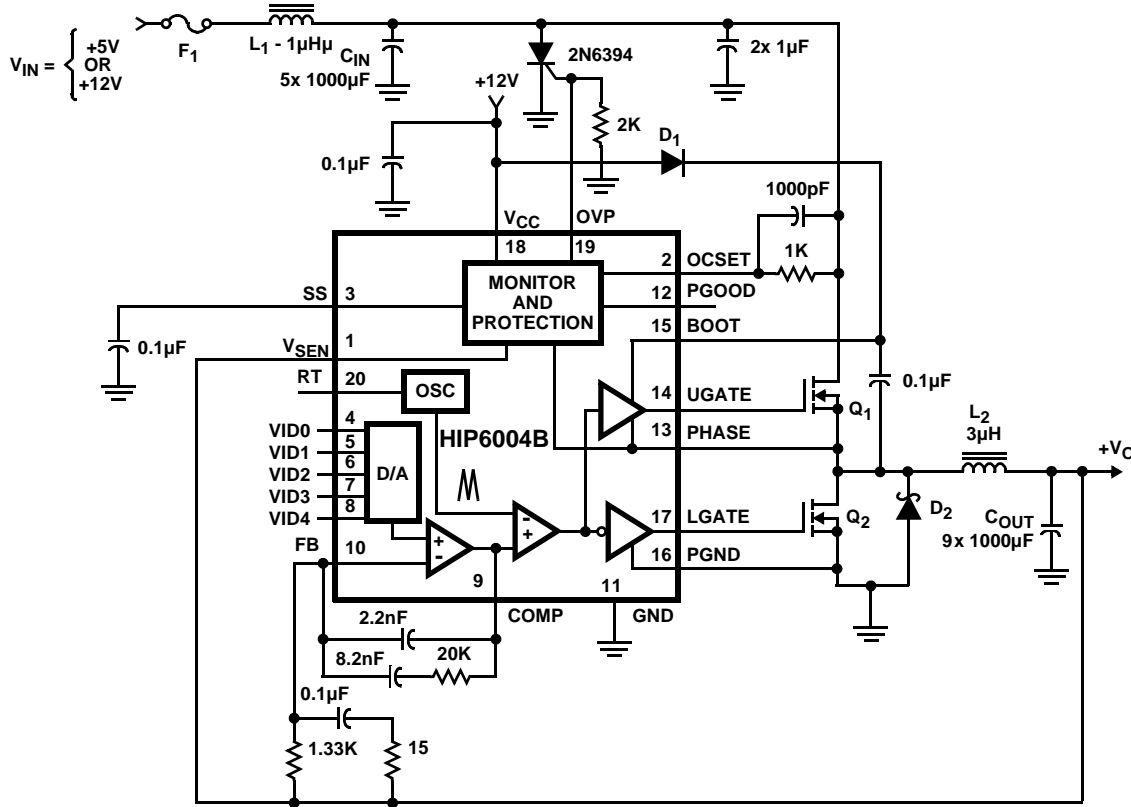 V_IN =
+5V
OR
+12V
F1
L1 - 1µHµ
C_IN
5x 1000µF
2N6394
2x 1µF
+12V
2K
0.1µF
D1
1000pF
1K
VCC
OVP
18
19
MONITOR
AND
PROTECTION
2
OCSET
12
PGOOD
15
BOOT
SS
3
0.1µF
VSEN
1
RT
20
OSC
VID0
4
VID1
5
VID2
6
VID3
7
VID4
8
D/A
HIP6004B
14
UGATE
13
PHASE
Q1
0.1µF
L2
3µH
+VO
17
LGATE
16
PGND
Q2
D2
COUT
9x 1000µF
FB
10
+
-
-
+
9
COMP
11
GND
2.2nF
8.2nF
20K
0.1µF
1.33K
15